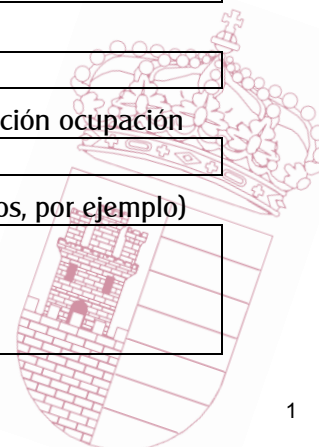 ción ocupación
os, por ejemplo)
1